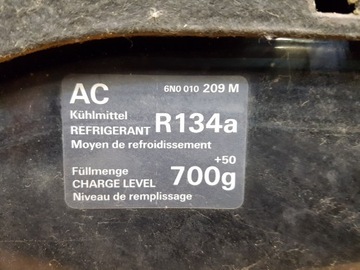 AC 6N0 010 209 M
Kühlmittel
REFRIGERANT R134a
Moyen de refroidissement
+50
Füllmenge
CHARGE LEVEL 700g
Niveau de remplissage